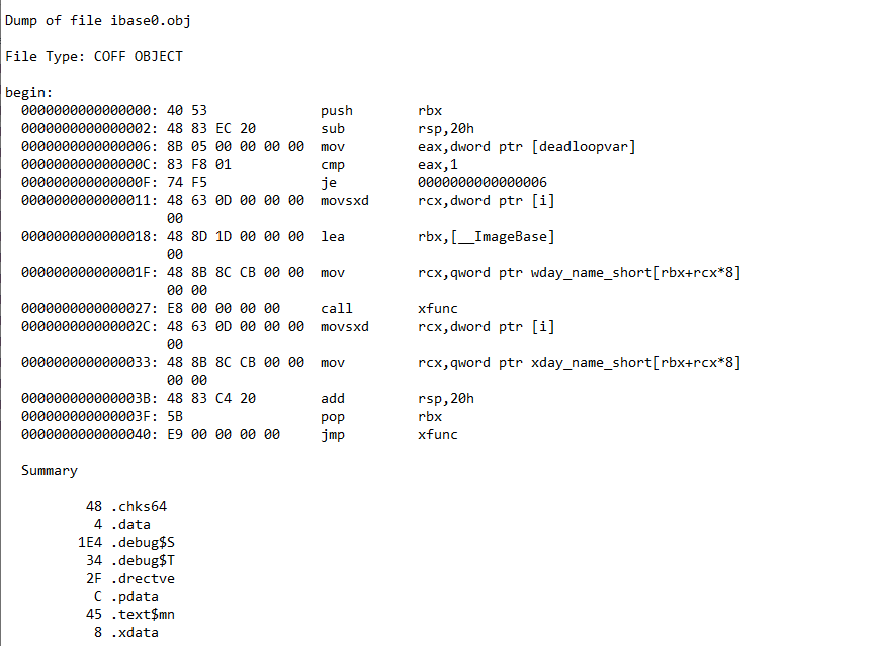 Dump of file ibase0.obj
File Type: COFF OBJECT
begin:
  0000000000000000: 40 53              push        rbx
  0000000000000002: 48 83 EC 20        sub         rsp,20h
  0000000000000006: 8B 05 00 00 00 00  mov         eax,dword ptr [deadloopvar]
  000000000000000C: 83 F8 01           cmp         eax,1
  000000000000000F: 74 F5              je          0000000000000006
  0000000000000011: 48 63 0D 00 00 00  movsxd      rcx,dword ptr [i]
                    00
  0000000000000018: 48 8D 1D 00 00 00  lea         rbx,[__ImageBase]
                    00
  000000000000001F: 48 8B 8C CB 00 00  mov         rcx,qword ptr wday_name_short[rbx+rcx*8]
                    00 00
  0000000000000027: E8 00 00 00 00     call        xfunc
  000000000000002C: 48 63 0D 00 00 00  movsxd      rcx,dword ptr [i]
                    00
  0000000000000033: 48 8B 8C CB 00 00  mov         rcx,qword ptr xday_name_short[rbx+rcx*8]
                    00 00
  000000000000003B: 48 83 C4 20        add         rsp,20h
  000000000000003F: 5B                 pop         rbx
  0000000000000040: E9 00 00 00 00     jmp         xfunc
  Summary
          48 .chks64
           4 .data
         1E4 .debug$S
          34 .debug$T
          2F .drectve
           C .pdata
          45 .text$mn
           8 .xdata